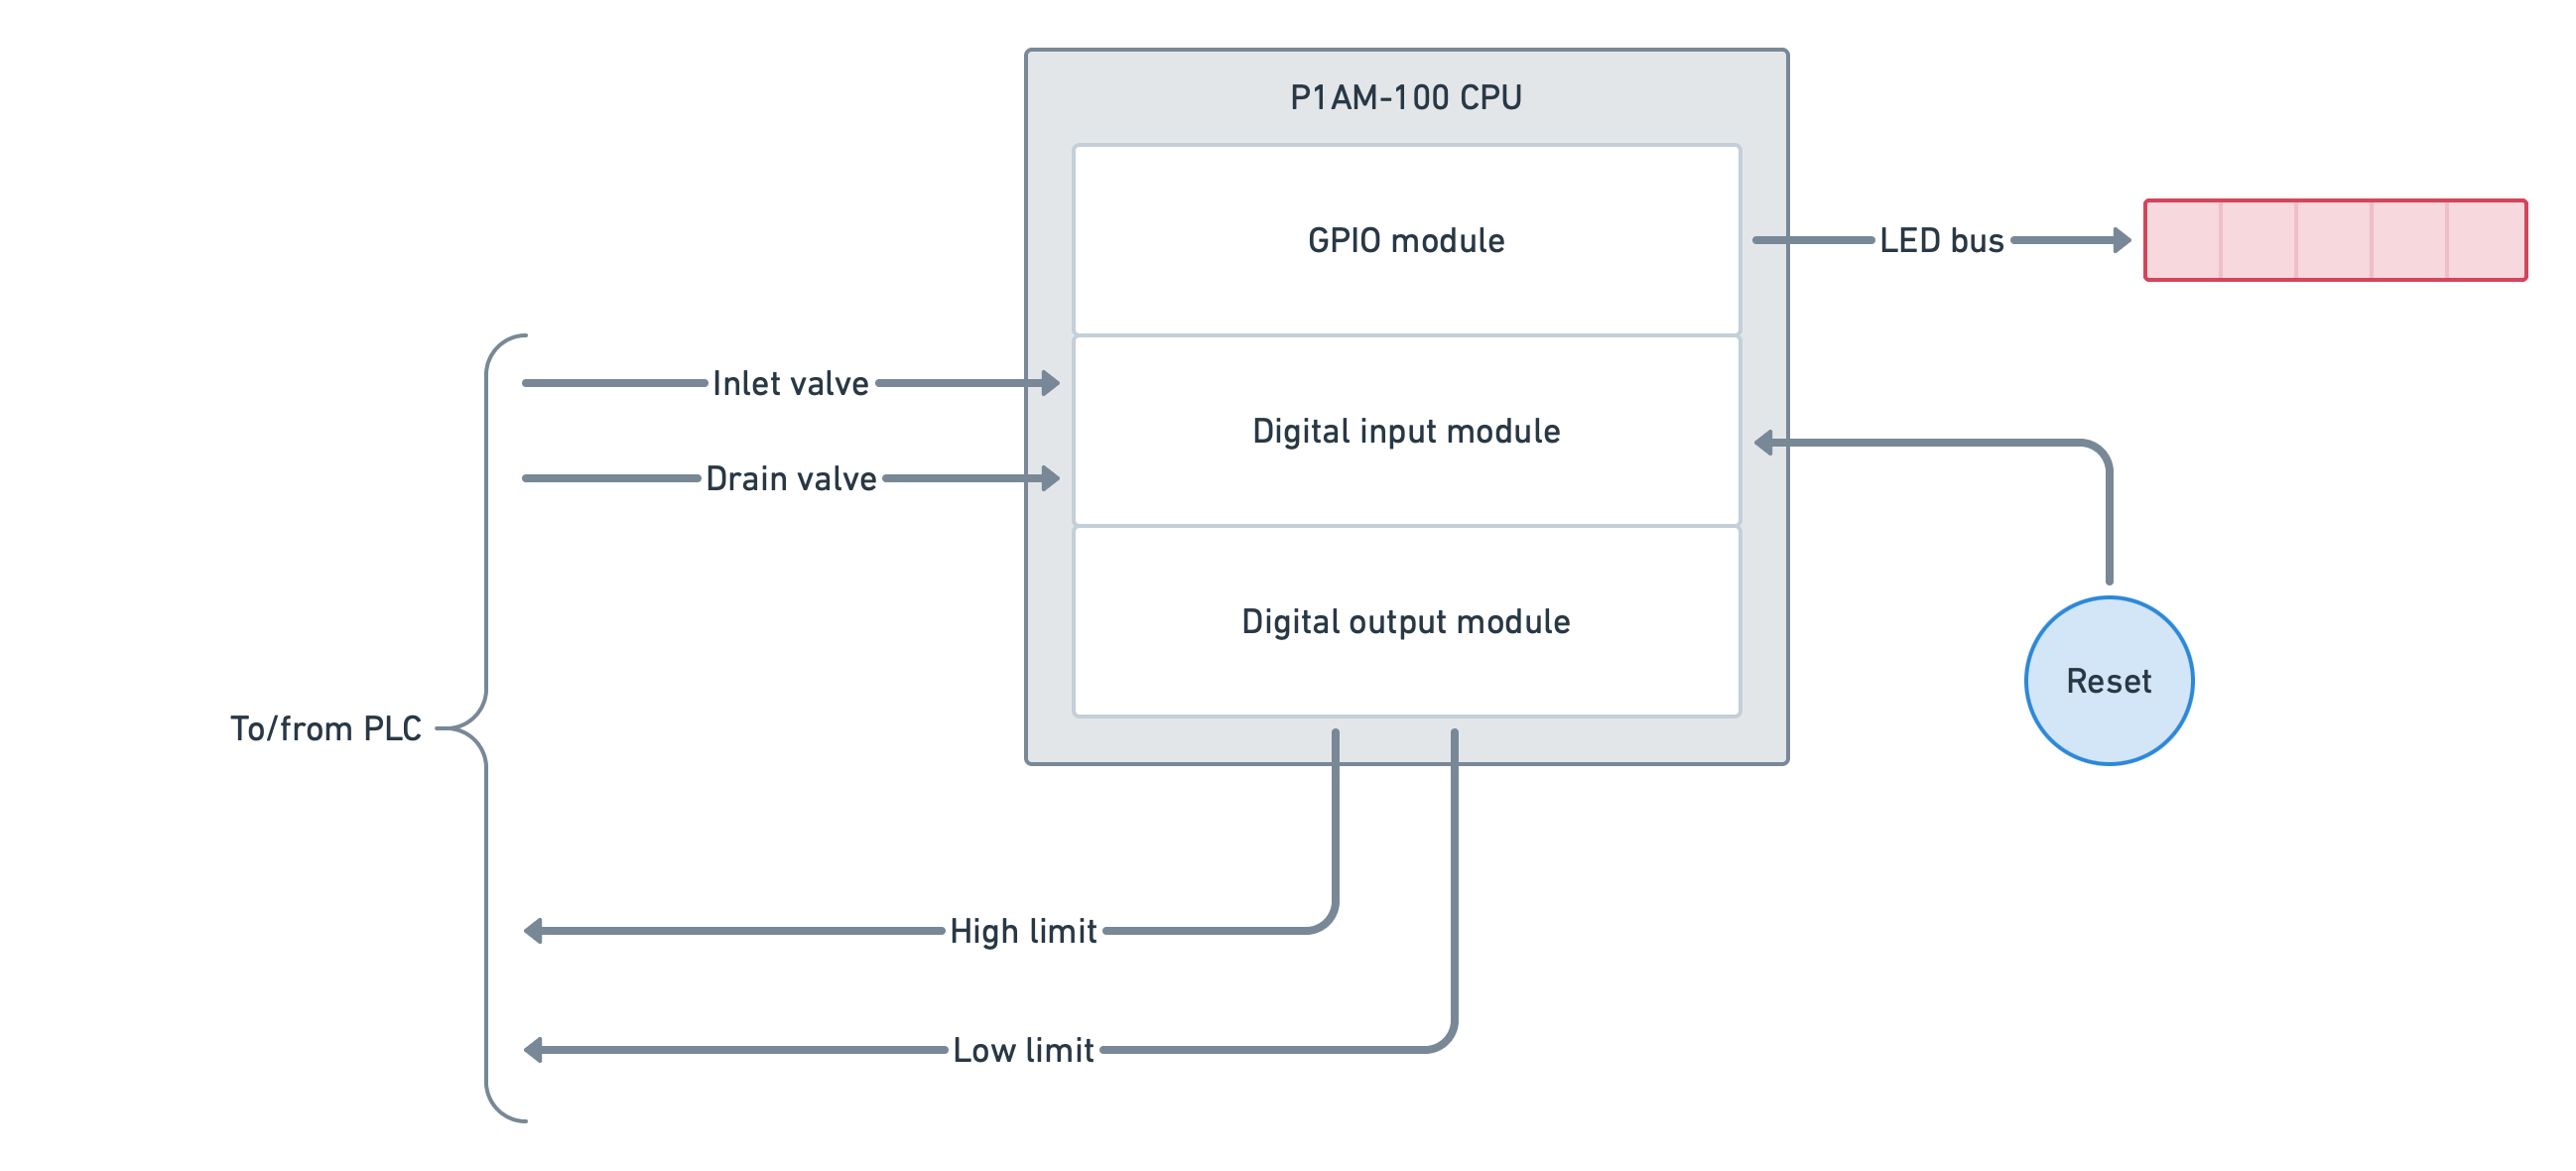 P1AM-100 CPU
GPIO module
LED bus
Inlet valve
Digital input module
Drain valve
Digital output module
Reset
To/from PLC
High limit
Low limit